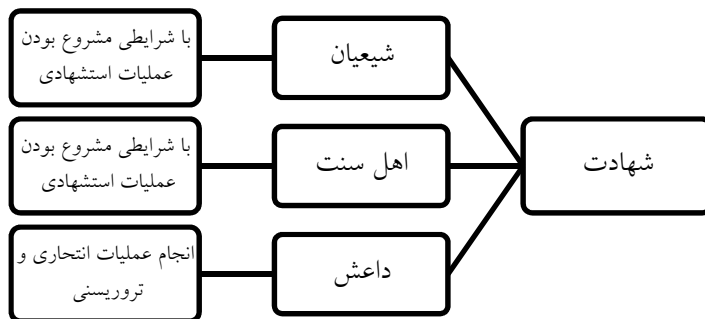 شهادت
شیعیان
با شرایطی مشروع بودن
عملیات استشهادی
اهل سنت
با شرایطی مشروع بودن
عملیات استشهادی
داعش
انجام عملیات انتحاری و
تروریسنی